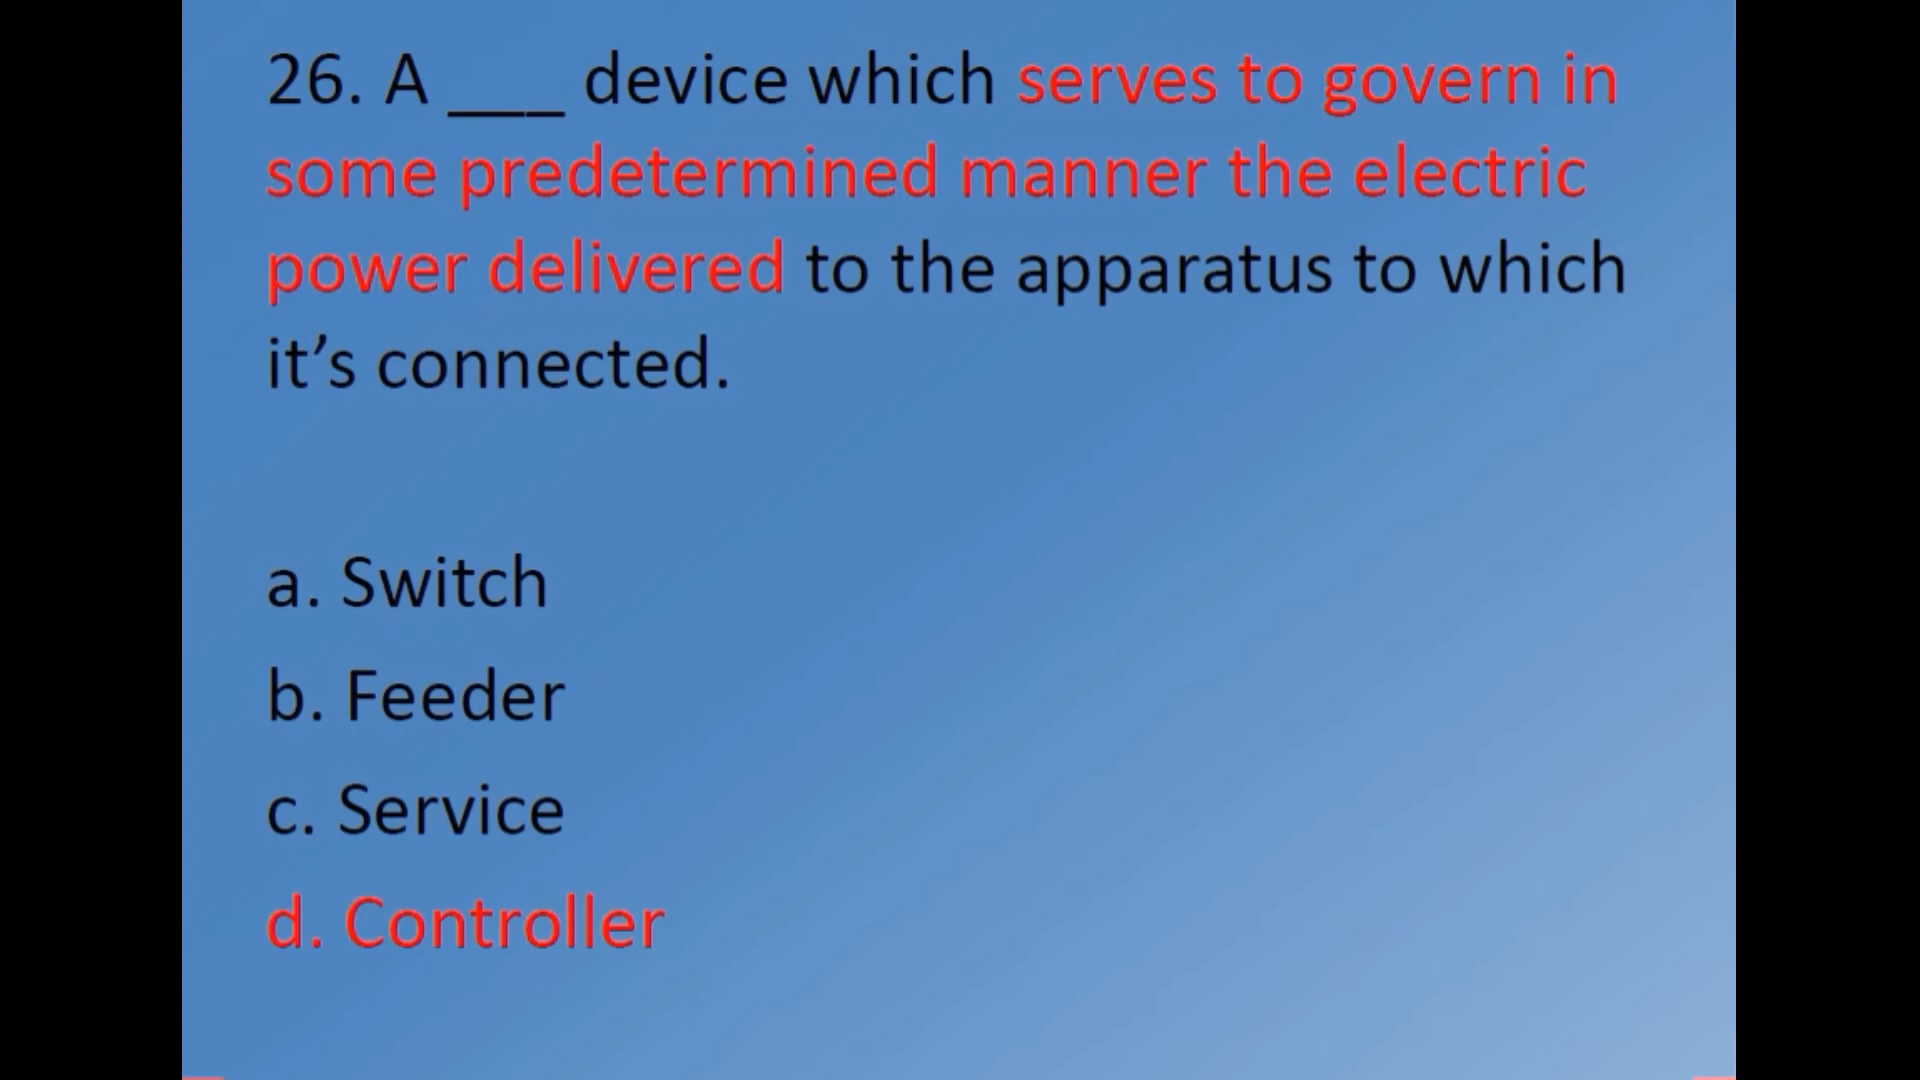 26. A ___ device which serves to govern in
some predetermined manner the electric
power delivered to the apparatus to which
it’s connected.
a. Switch
b. Feeder
c. Service
d. Controller